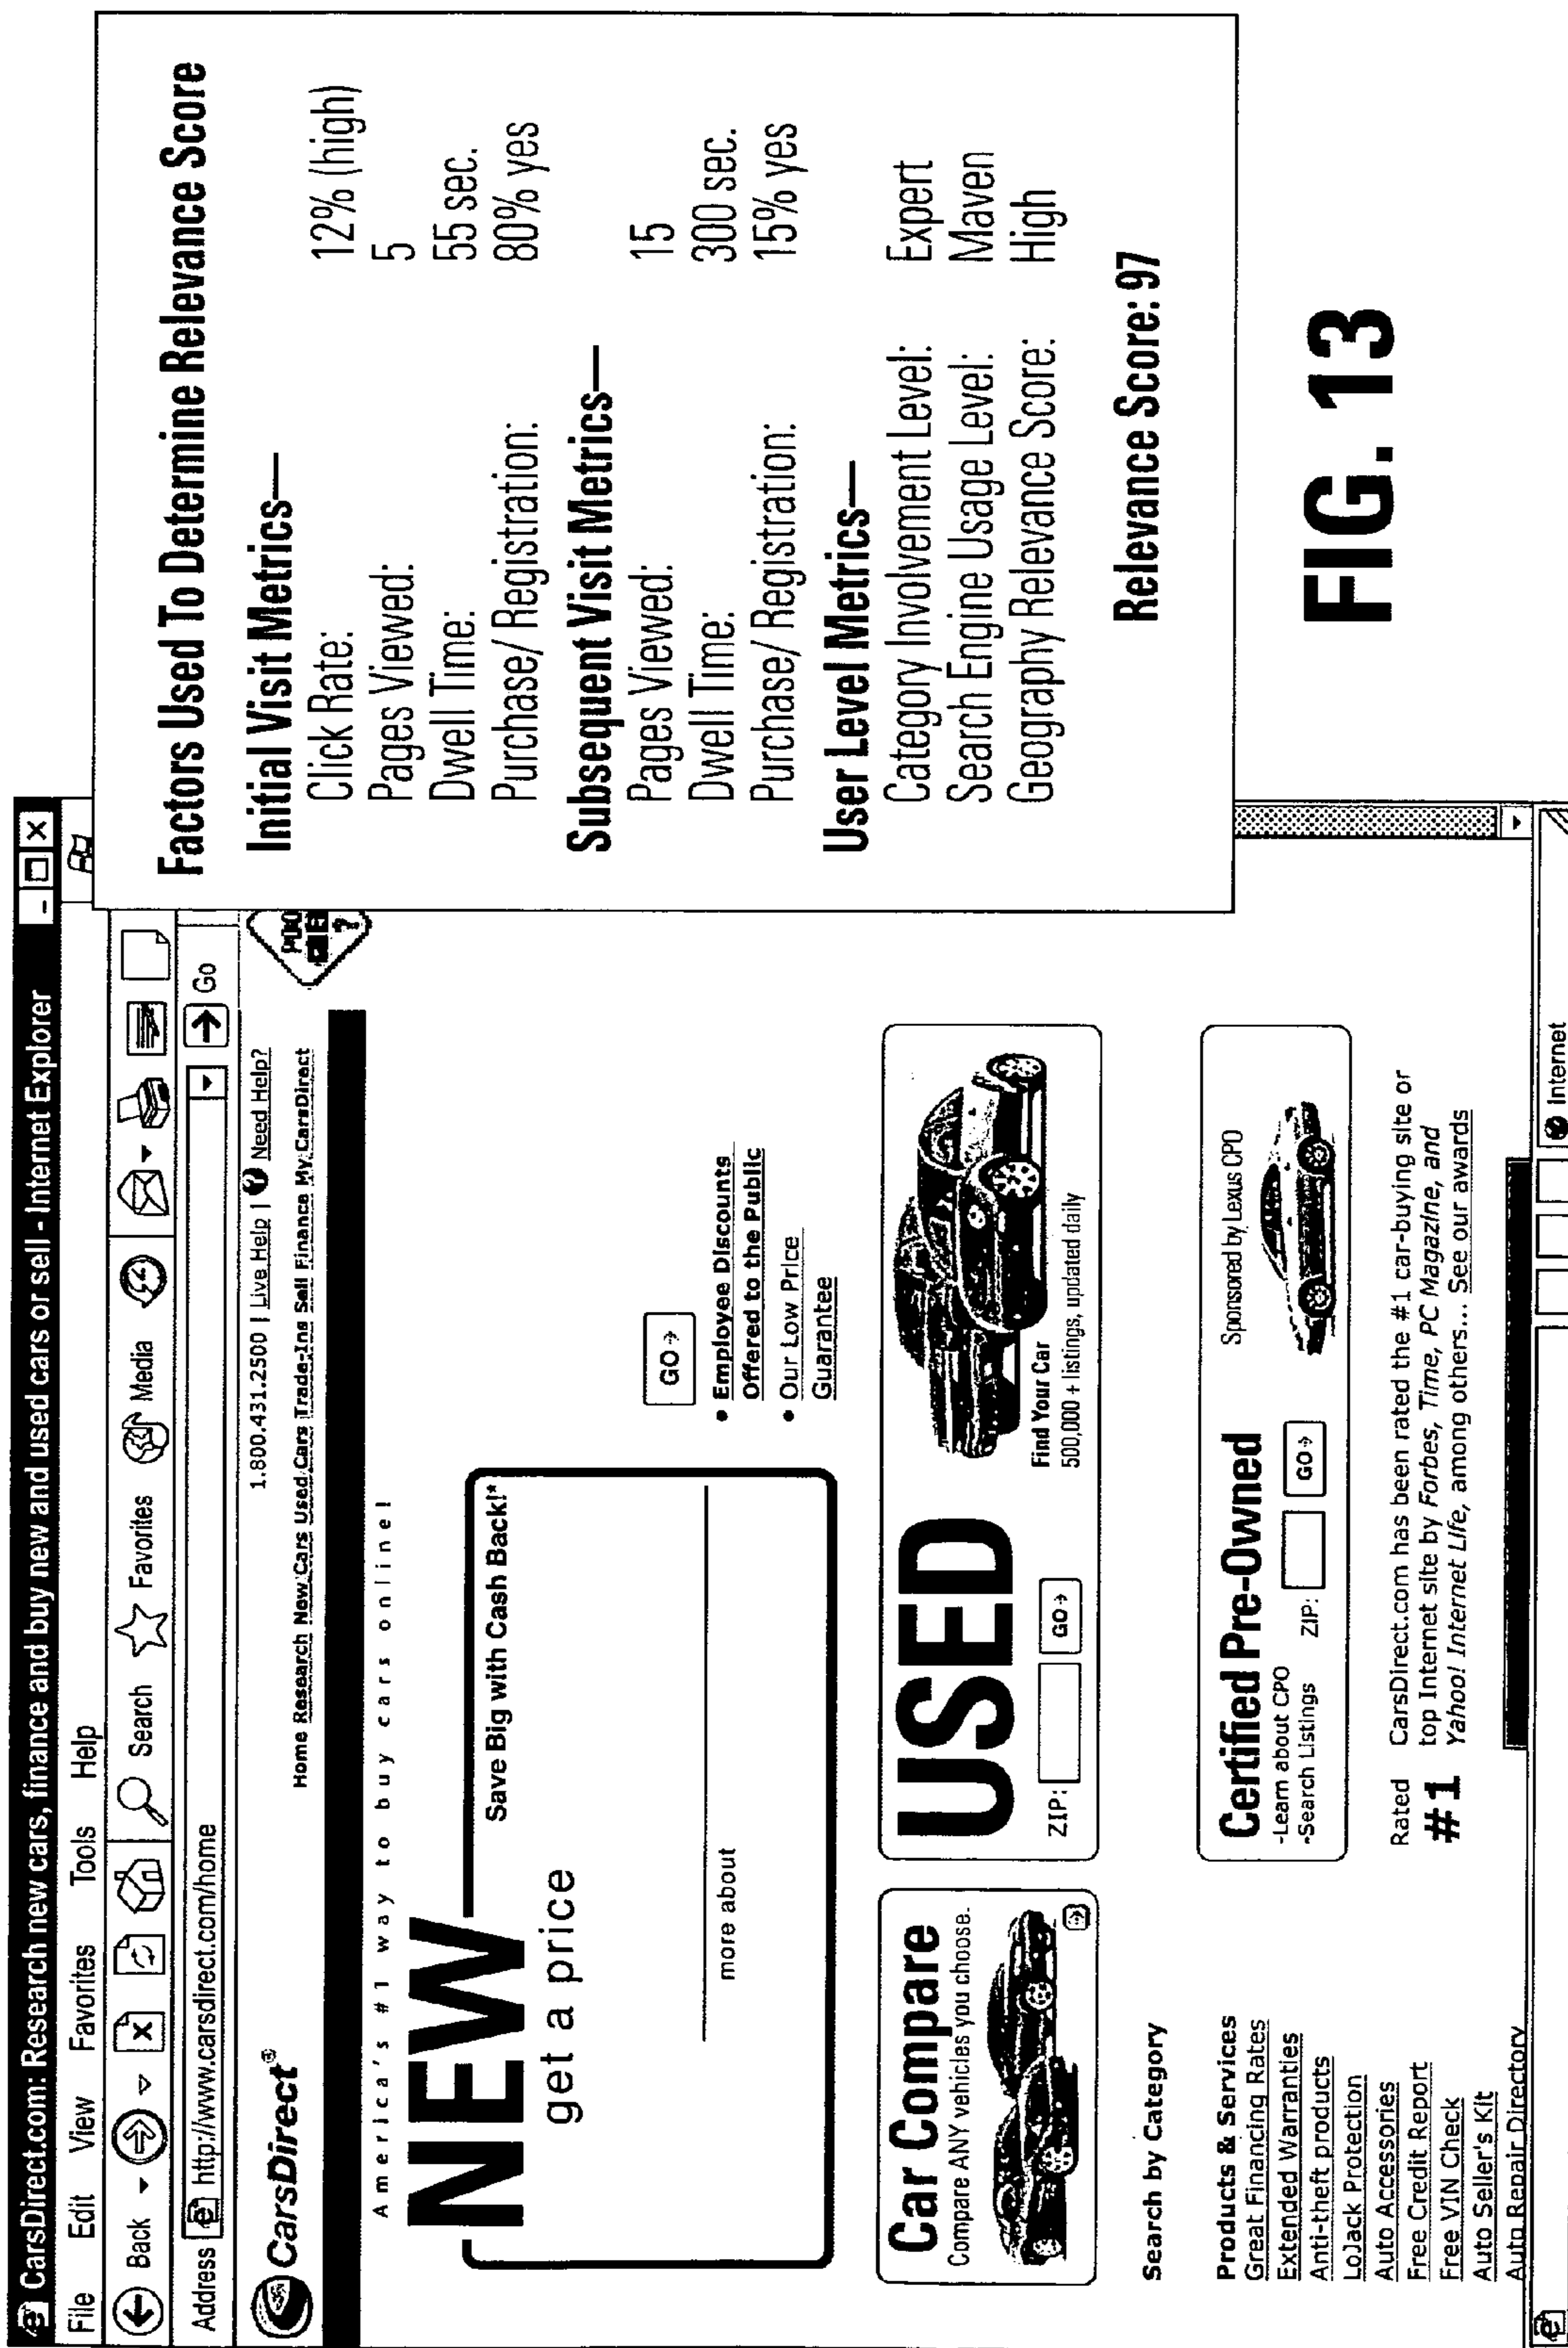 CarsDirect.com: Research new cars, finance and buy new and used cars or sell - Internet Explorer
File Edit View Favorites Tools Help
Back Search Favorites Media
Address http://www.carsdirect.com/home Go
CarsDirect®
1.800.431.2500 | Live Help | Need Help?
Home Research New Cars Used Cars Trade-Ins Sell Finance My CarsDirect
America's #1 way to buy cars online!
NEW
Save Big with Cash Back!*
get a price
more about
GO
• Employee Discounts
Offered to the Public
• Our Low Price
Guarantee
Car Compare
Compare ANY vehicles you choose.
USED
ZIP: GO
Find Your Car
500,000 + listings, updated daily
Search by Category
Products & Services
Great Financing Rates
Extended Warranties
Anti-theft products
LoJack Protection
Auto Accessories
Free Credit Report
Free VIN Check
Auto Seller's Kit
Auto Repair Directory
Certified Pre-Owned
Sponsored by Lexus CPO
-Learn about CPO
-Search Listings
ZIP: GO
Rated
#1
CarsDirect.com has been rated the #1 car-buying site or
top Internet site by Forbes, Time, PC Magazine, and
Yahoo! Internet Life, among others... See our awards
Internet
Factors Used To Determine Relevance Score
Initial Visit Metrics—
Click Rate: 12% (high)
Pages Viewed: 5
Dwell Time: 55 sec.
Purchase/ Registration: 80% yes
Subsequent Visit Metrics—
Pages Viewed: 15
Dwell Time: 300 sec.
Purchase/ Registration: 15% yes
User Level Metrics—
Category Involvement Level: Expert
Search Engine Usage Level: Maven
Geography Relevance Score: High
Relevance Score: 97
FIG. 13